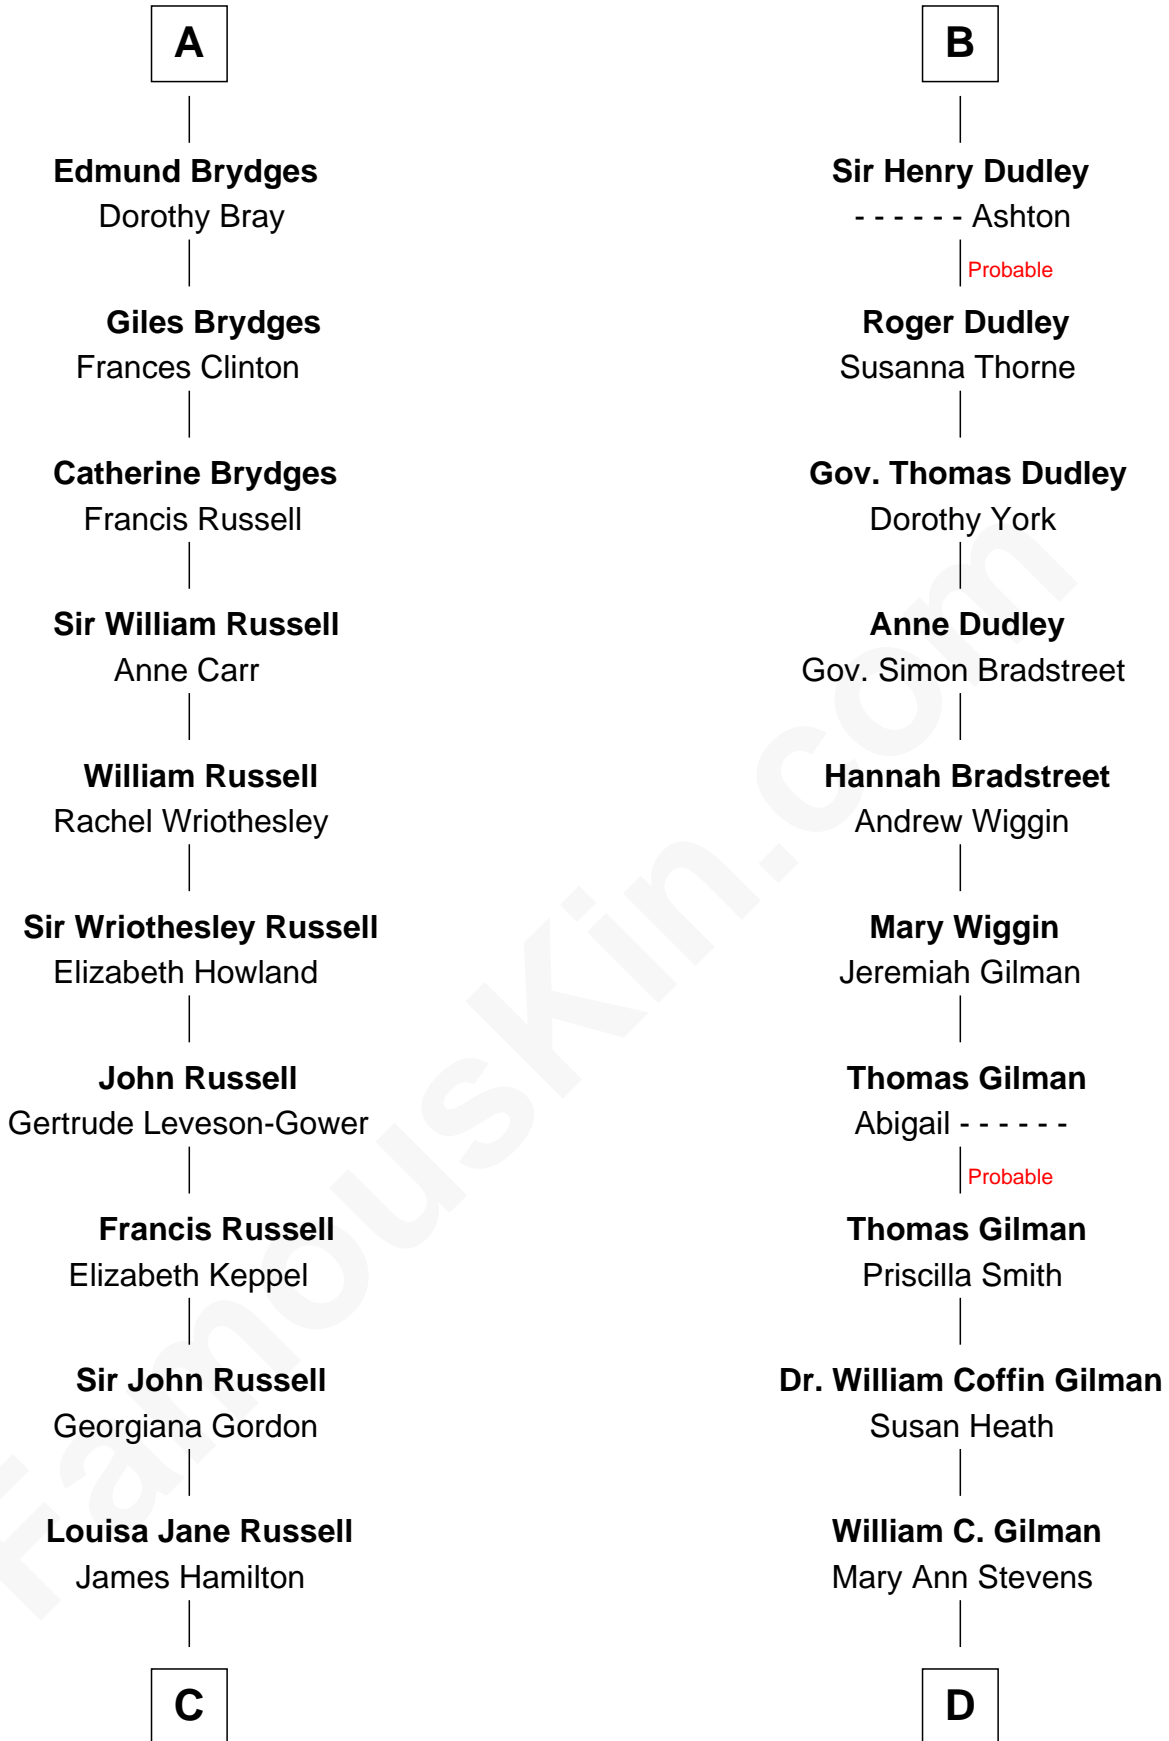 A
Edmund Brydges
Dorothy Bray
Giles Brydges
Frances Clinton
Catherine Brydges
Francis Russell
Sir William Russell
Anne Carr
William Russell
Rachel Wriothesley
Sir Wriothesley Russell
Elizabeth Howland
John Russell
Gertrude Leveson-Gower
Francis Russell
Elizabeth Keppel
Sir John Russell
Georgiana Gordon
Louisa Jane Russell
James Hamilton
C
B
Sir Henry Dudley
- - - - - - Ashton
Probable
Roger Dudley
Susanna Thorne
Gov. Thomas Dudley
Dorothy York
Anne Dudley
Gov. Simon Bradstreet
Hannah Bradstreet
Andrew Wiggin
Mary Wiggin
Jeremiah Gilman
Thomas Gilman
Abigail - - - - - -
Probable
Thomas Gilman
Priscilla Smith
Dr. William Coffin Gilman
Susan Heath
William C. Gilman
Mary Ann Stevens
D
FamousKin.com